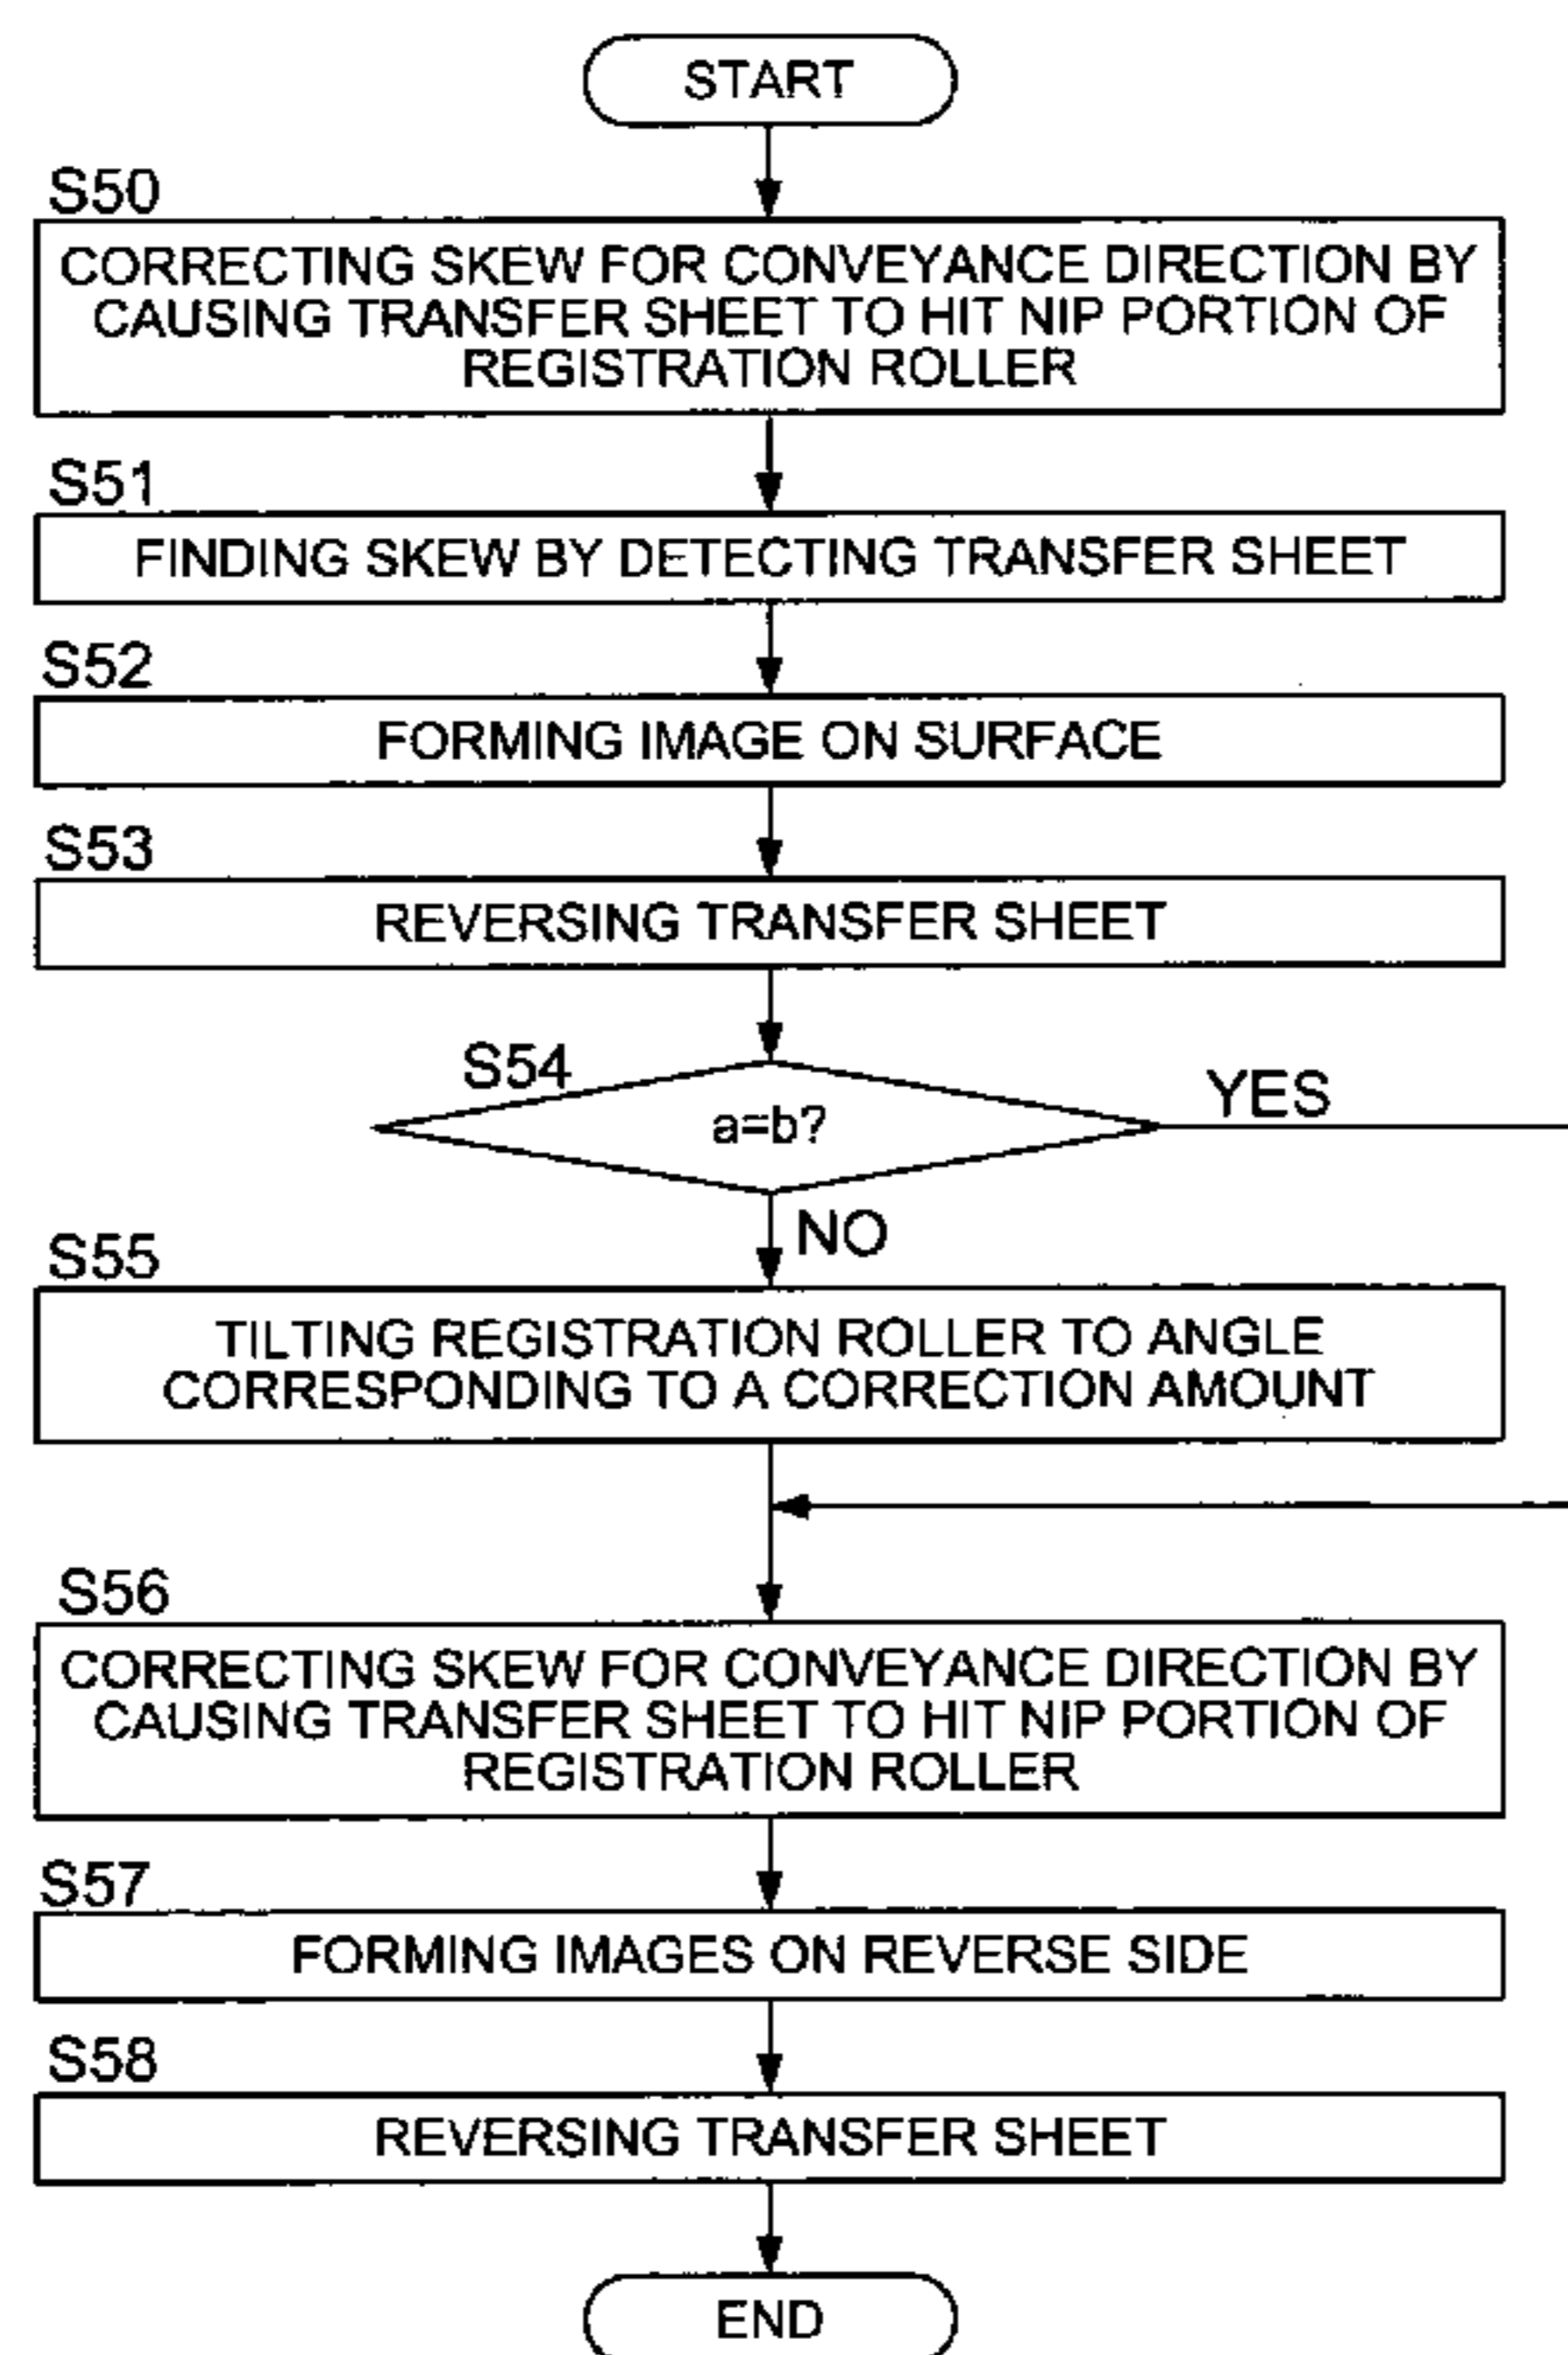 START
S50
CORRECTING SKEW FOR CONVEYANCE DIRECTION BY
CAUSING TRANSFER SHEET TO HIT NIP PORTION OF
REGISTRATION ROLLER
S51
FINDING SKEW BY DETECTING TRANSFER SHEET
S52
FORMING IMAGE ON SURFACE
S53
REVERSING TRANSFER SHEET
S54
a=b?
YES
NO
S55
TILTING REGISTRATION ROLLER TO ANGLE
CORRESPONDING TO A CORRECTION AMOUNT
S56
CORRECTING SKEW FOR CONVEYANCE DIRECTION BY
CAUSING TRANSFER SHEET TO HIT NIP PORTION OF
REGISTRATION ROLLER
S57
FORMING IMAGES ON REVERSE SIDE
S58
REVERSING TRANSFER SHEET
END